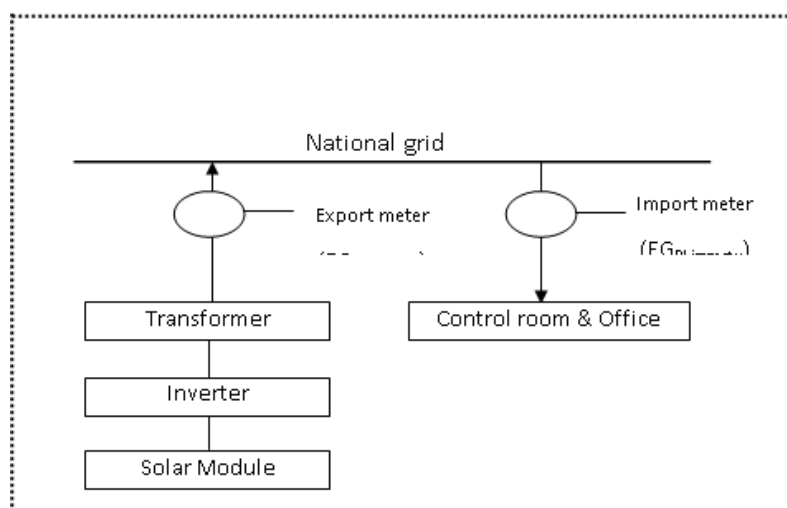 National grid
Export meter
Import meter
Transformer
Control room & Office
Inverter
Solar Module